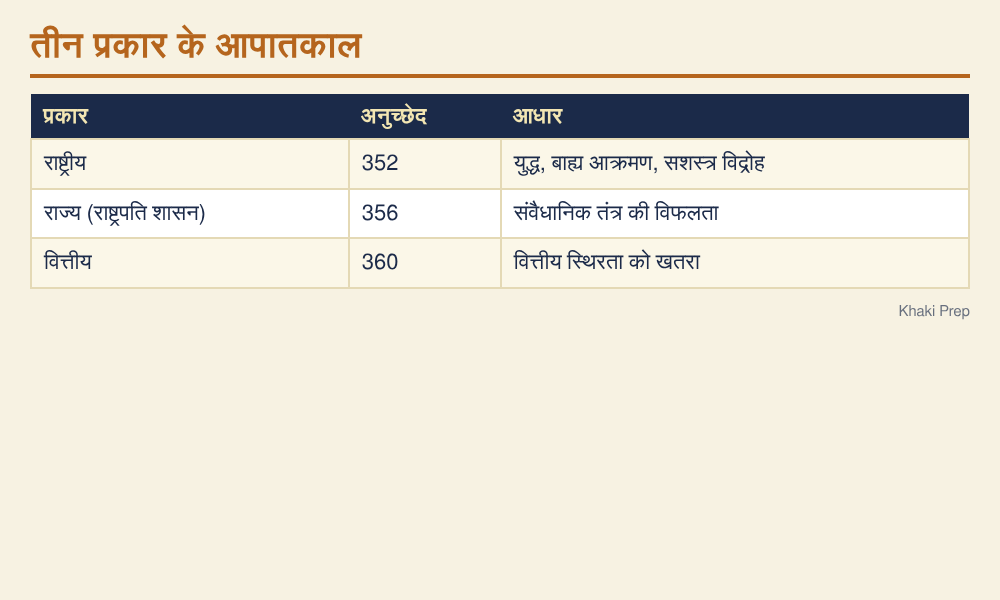 तीन प्रकार के आपातकाल
प्रकार अनुच्छेद आधार
राष्ट्रीय 352 युद्ध, बाह्य आक्रमण, सशस्त्र विद्रोह
राज्य (राष्ट्रपति शासन) 356 संवैधानिक तंत्र की विफलता
वित्तीय 360 वित्तीय स्थिरता को खतरा
Khaki Prep